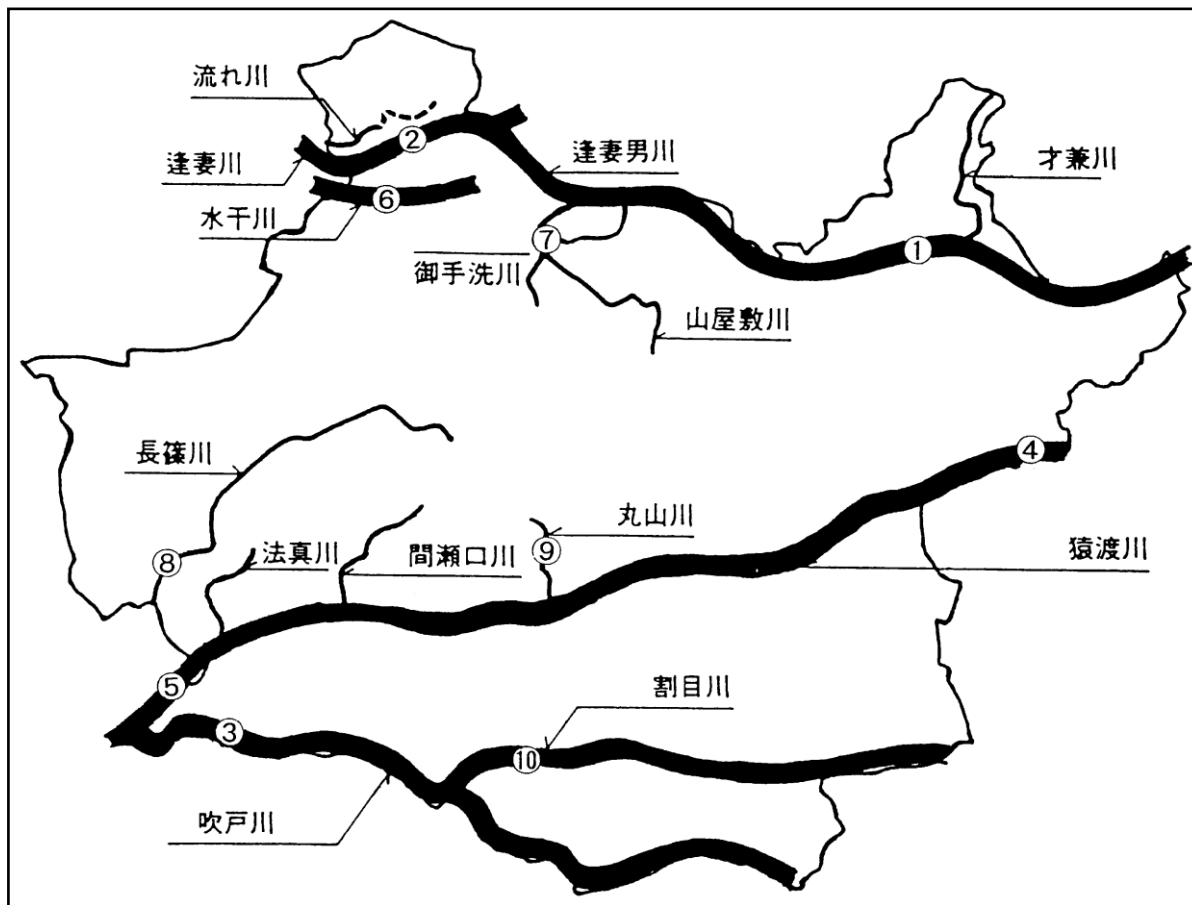 流れ川
②
逢妻川
逢妻男川
才兼川
⑥
水干川
⑦
①
御手洗川
山屋敷川
④
長篠川
丸山川
⑧
法真川
間瀬口川
⑨
猿渡川
⑤
割目川
③
⑩
吹戸川